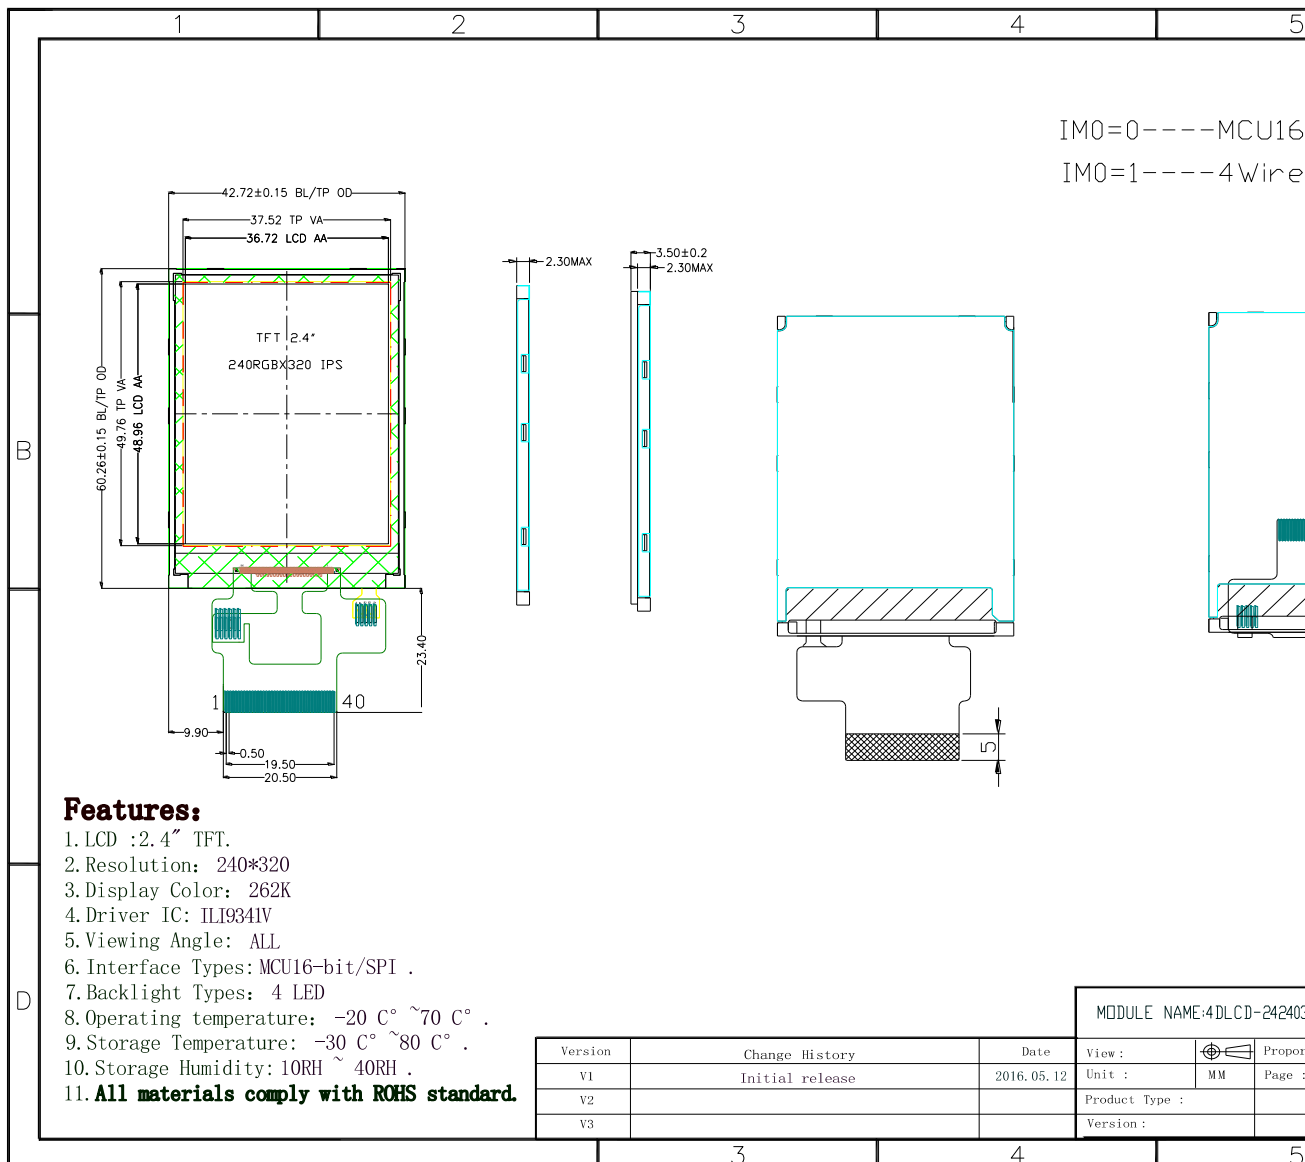 1 2 3 4 5
IM0=0----MCU16
IM0=1----4Wire
42.72±0.15 BL/TP OD
37.52 TP VA
36.72 LCD AA
3.50±0.2
2.30MAX
2.30MAX
TFT 2.4"
240RGBX320 IPS
60.26±0.15 BL/TP OD
49.76 TP VA
48.96 LCD AA
B
23.40
1
40
9.90
0.50
19.50
20.50
5
Features:
1. LCD :2.4″ TFT.
2. Resolution: 240*320
3. Display Color: 262K
4. Driver IC: ILI9341V
5. Viewing Angle: ALL
6. Interface Types: MCU16-bit/SPI .
7. Backlight Types: 4 LED
8. Operating temperature: -20 C° ~70 C° .
9. Storage Temperature: -30 C° ~80 C° .
10. Storage Humidity: 10RH ~ 40RH .
11. All materials comply with ROHS standard.
D
Version Change History Date
V1 Initial release 2016.05.12
V2
V3
MODULE NAME:4DLCD-24240
View :
Unit : MM Page :
Product Type :
Version :
3 4 5